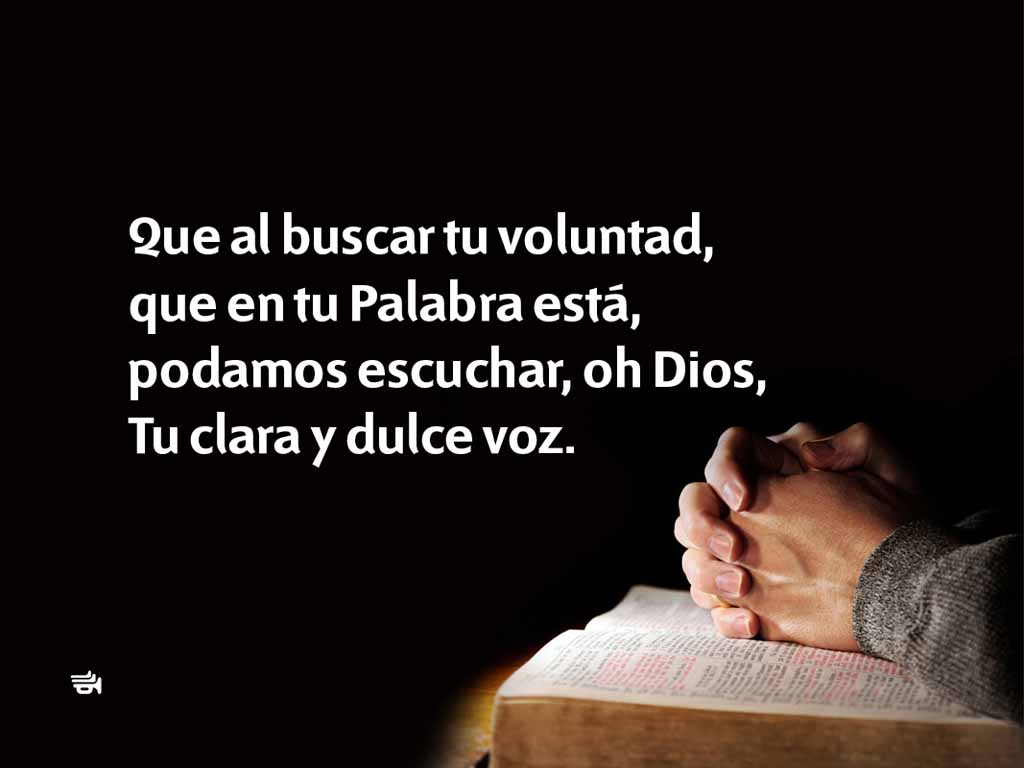 Que al buscar tu voluntad,
que en tu Palabra está,
podamos escuchar, oh Dios,
Tu clara y dulce voz.